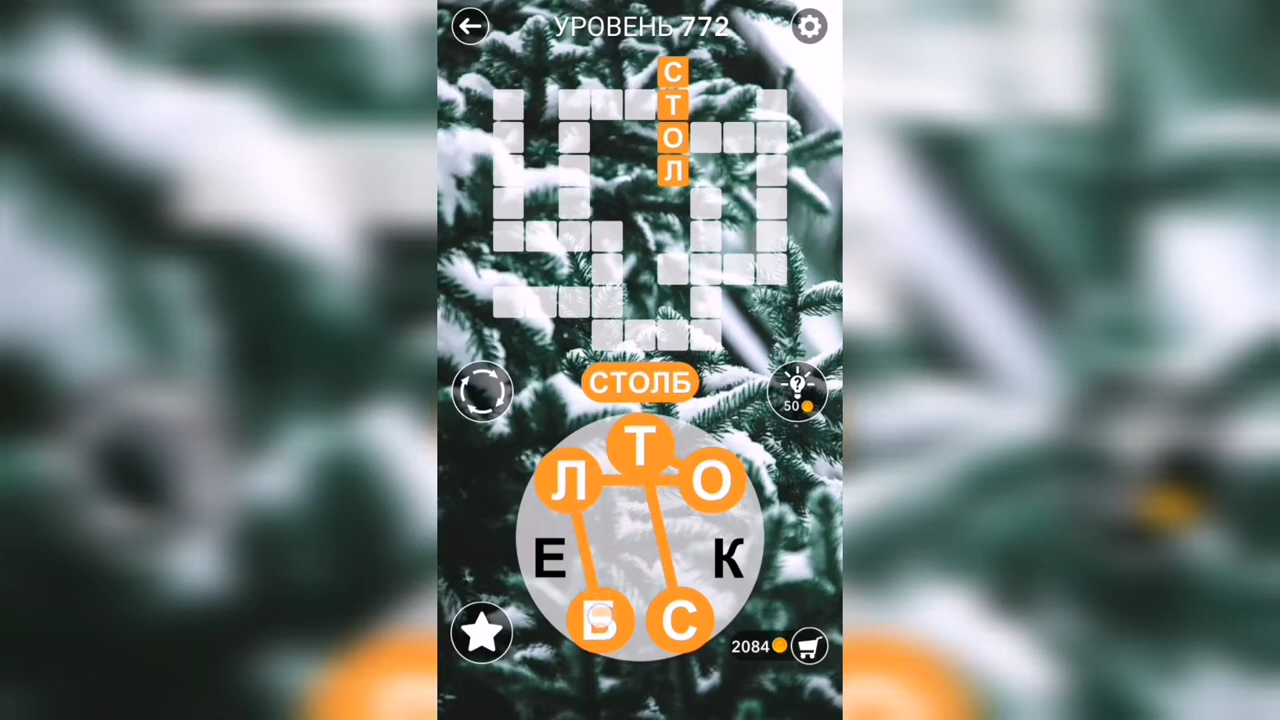 УРОВЕНЬ 772
С
Т
О
Л
СТОЛБ
50
Т
Л О
Е К
Б С
2084